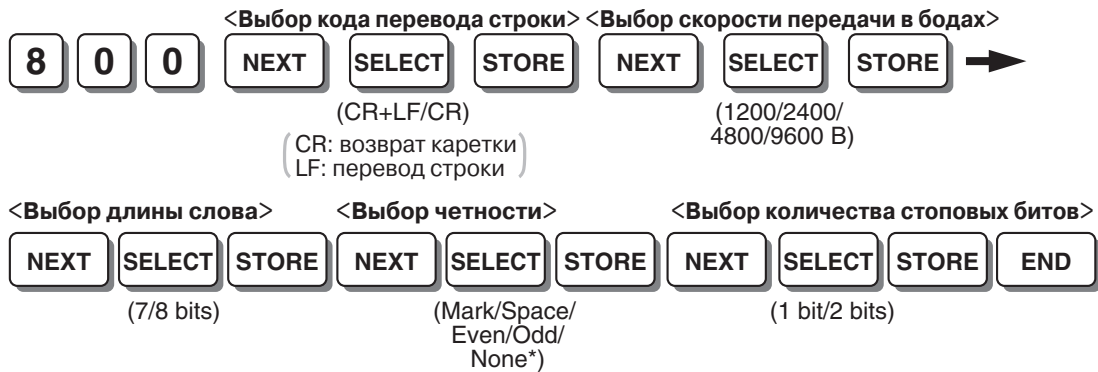 <Выбор кода перевода строки> <Выбор скорости передачи в бодах>
8 0 0 NEXT SELECT STORE NEXT SELECT STORE
(CR+LF/CR)
(CR: возврат каретки
LF: перевод строки)
(1200/2400/
4800/9600 B)
<Выбор длины слова> <Выбор четности> <Выбор количества стоповых битов>
NEXT SELECT STORE NEXT SELECT STORE NEXT SELECT STORE END
(7/8 bits)
(Mark/Space/
Even/Odd/
None*)
(1 bit/2 bits)